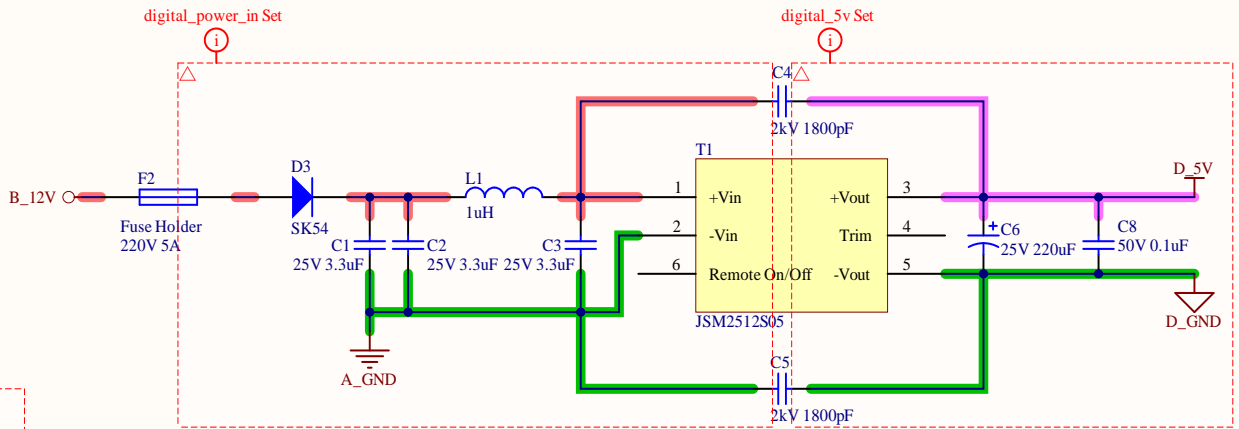 digital_power_in Set
digital_5v Set
i
i
C4
2kV 1800pF
T1
D3
L1
F2
B_12V
1
+Vin
+Vout
3
D_5V
1uH
Fuse Holder
220V 5A
SK54
2
-Vin
Trim
4
C1
C2
C3
+
C6
C8
25V 3.3uF
25V 3.3uF
25V 3.3uF
25V 220uF
50V 0.1uF
6
Remote On/Off
-Vout
5
JSM2512S05
D_GND
A_GND
C5
2kV 1800pF